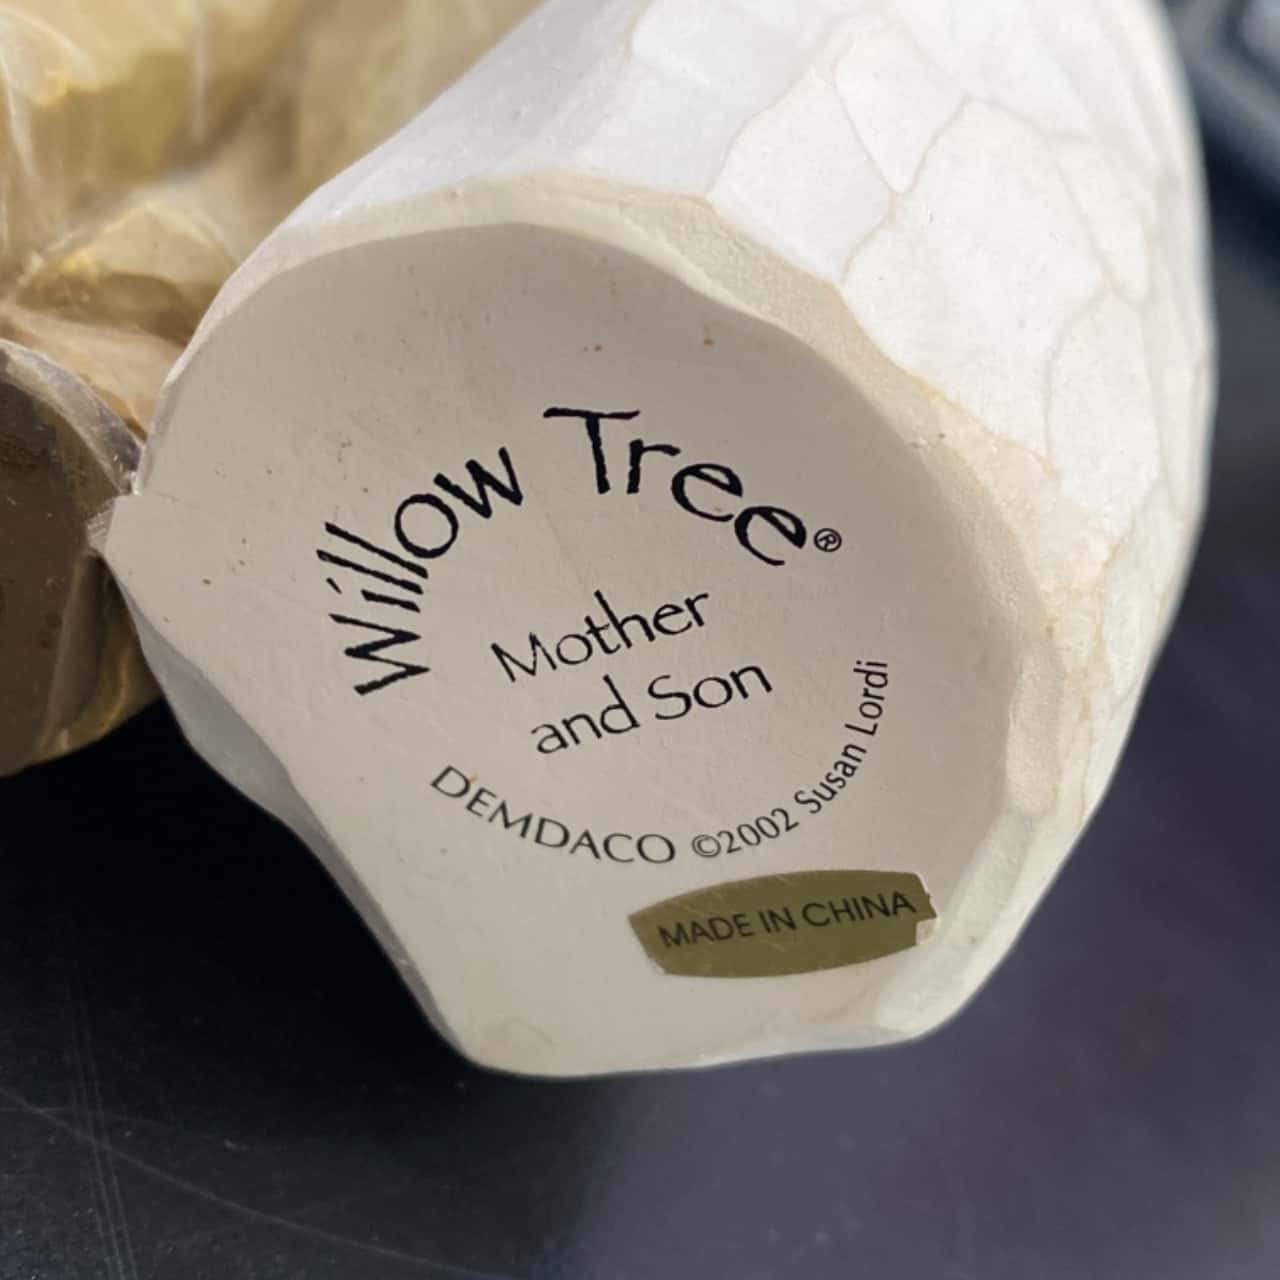 Willow Tree®
Mother
and Son
DEMDACO ©2002 Susan Lordi
MADE IN CHINA